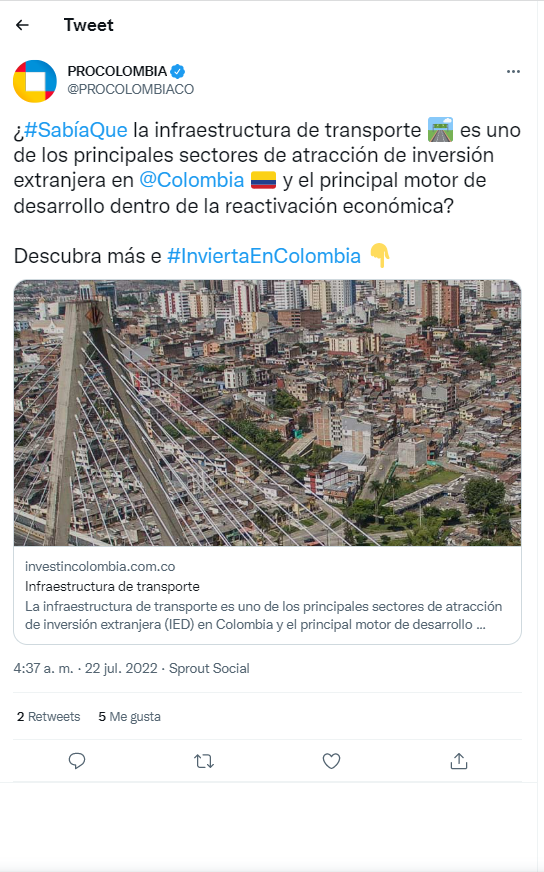 Tweet
PROCOLOMBIA
@PROCOLOMBIACO
¿#SabíaQue la infraestructura de transporte 🛤️ es uno
de los principales sectores de atracción de inversión
extranjera en @Colombia 🇨🇴 y el principal motor de
desarrollo dentro de la reactivación económica?
Descubra más e #InviertaEnColombia 👇
investincolombia.com.co
Infraestructura de transporte
La infraestructura de transporte es uno de los principales sectores de atracción
de inversión extranjera (IED) en Colombia y el principal motor de desarrollo ...
4:37 a. m. · 22 jul. 2022 · Sprout Social
2 Retweets 5 Me gusta